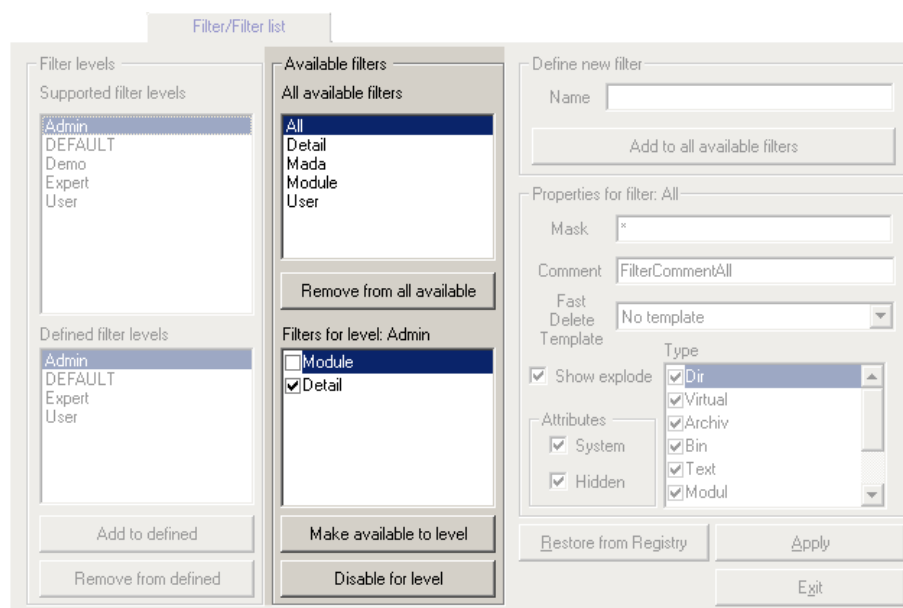 Filter/Filter list
Filter levels
Supported filter levels
Admin
DEFAULT
Demo
Expert
User
Defined filter levels
Admin
DEFAULT
Expert
User
Add to defined
Remove from defined
Available filters
All available filters
All
Detail
Mada
Module
User
Remove from all available
Filters for level: Admin
Module
Detail
Make available to level
Disable for level
Define new filter
Name
Add to all available filters
Properties for filter: All
Mask *
Comment FilterCommentAll
Fast
Delete
Template
No template
Show explode
Attributes
System
Hidden
Type
Dir
Virtual
Archiv
Bin
Text
Modul
Restore from Registry
Apply
Exit